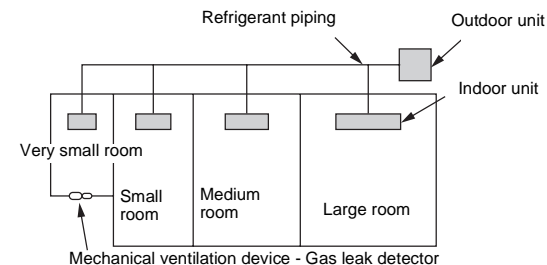 Refrigerant piping
Outdoor unit
Indoor unit
Very small room
Small
room
Medium
room
Large room
Mechanical ventilation device - Gas leak detector